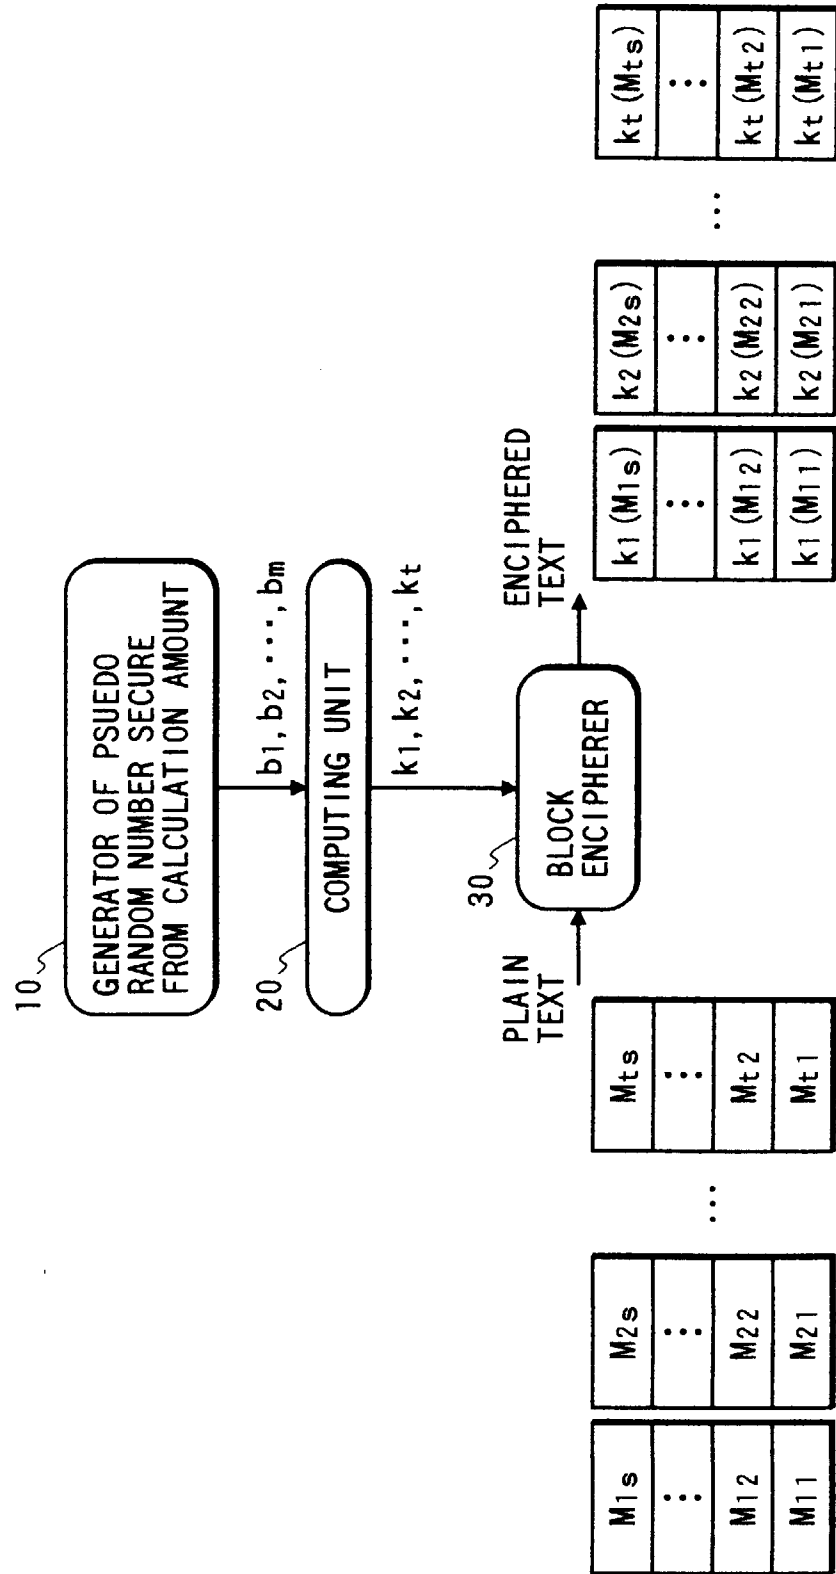 10
GENERATOR OF PSUEDO
RANDOM NUMBER SECURE
FROM CALCULATION AMOUNT
b1, b2, ···, bm
20
COMPUTING UNIT
k1, k2, ···, kt
30
BLOCK
ENCIPHERER
PLAIN
TEXT
ENCIPHERED
TEXT
M1s
⋯
M12
M11
M2s
⋯
M22
M21
⋯
Mts
⋯
Mt2
Mt1
k1(M1s)
⋯
k1(M12)
k1(M11)
k2(M2s)
⋯
k2(M22)
k2(M21)
⋯
kt(Mts)
⋯
kt(Mt2)
kt(Mt1)